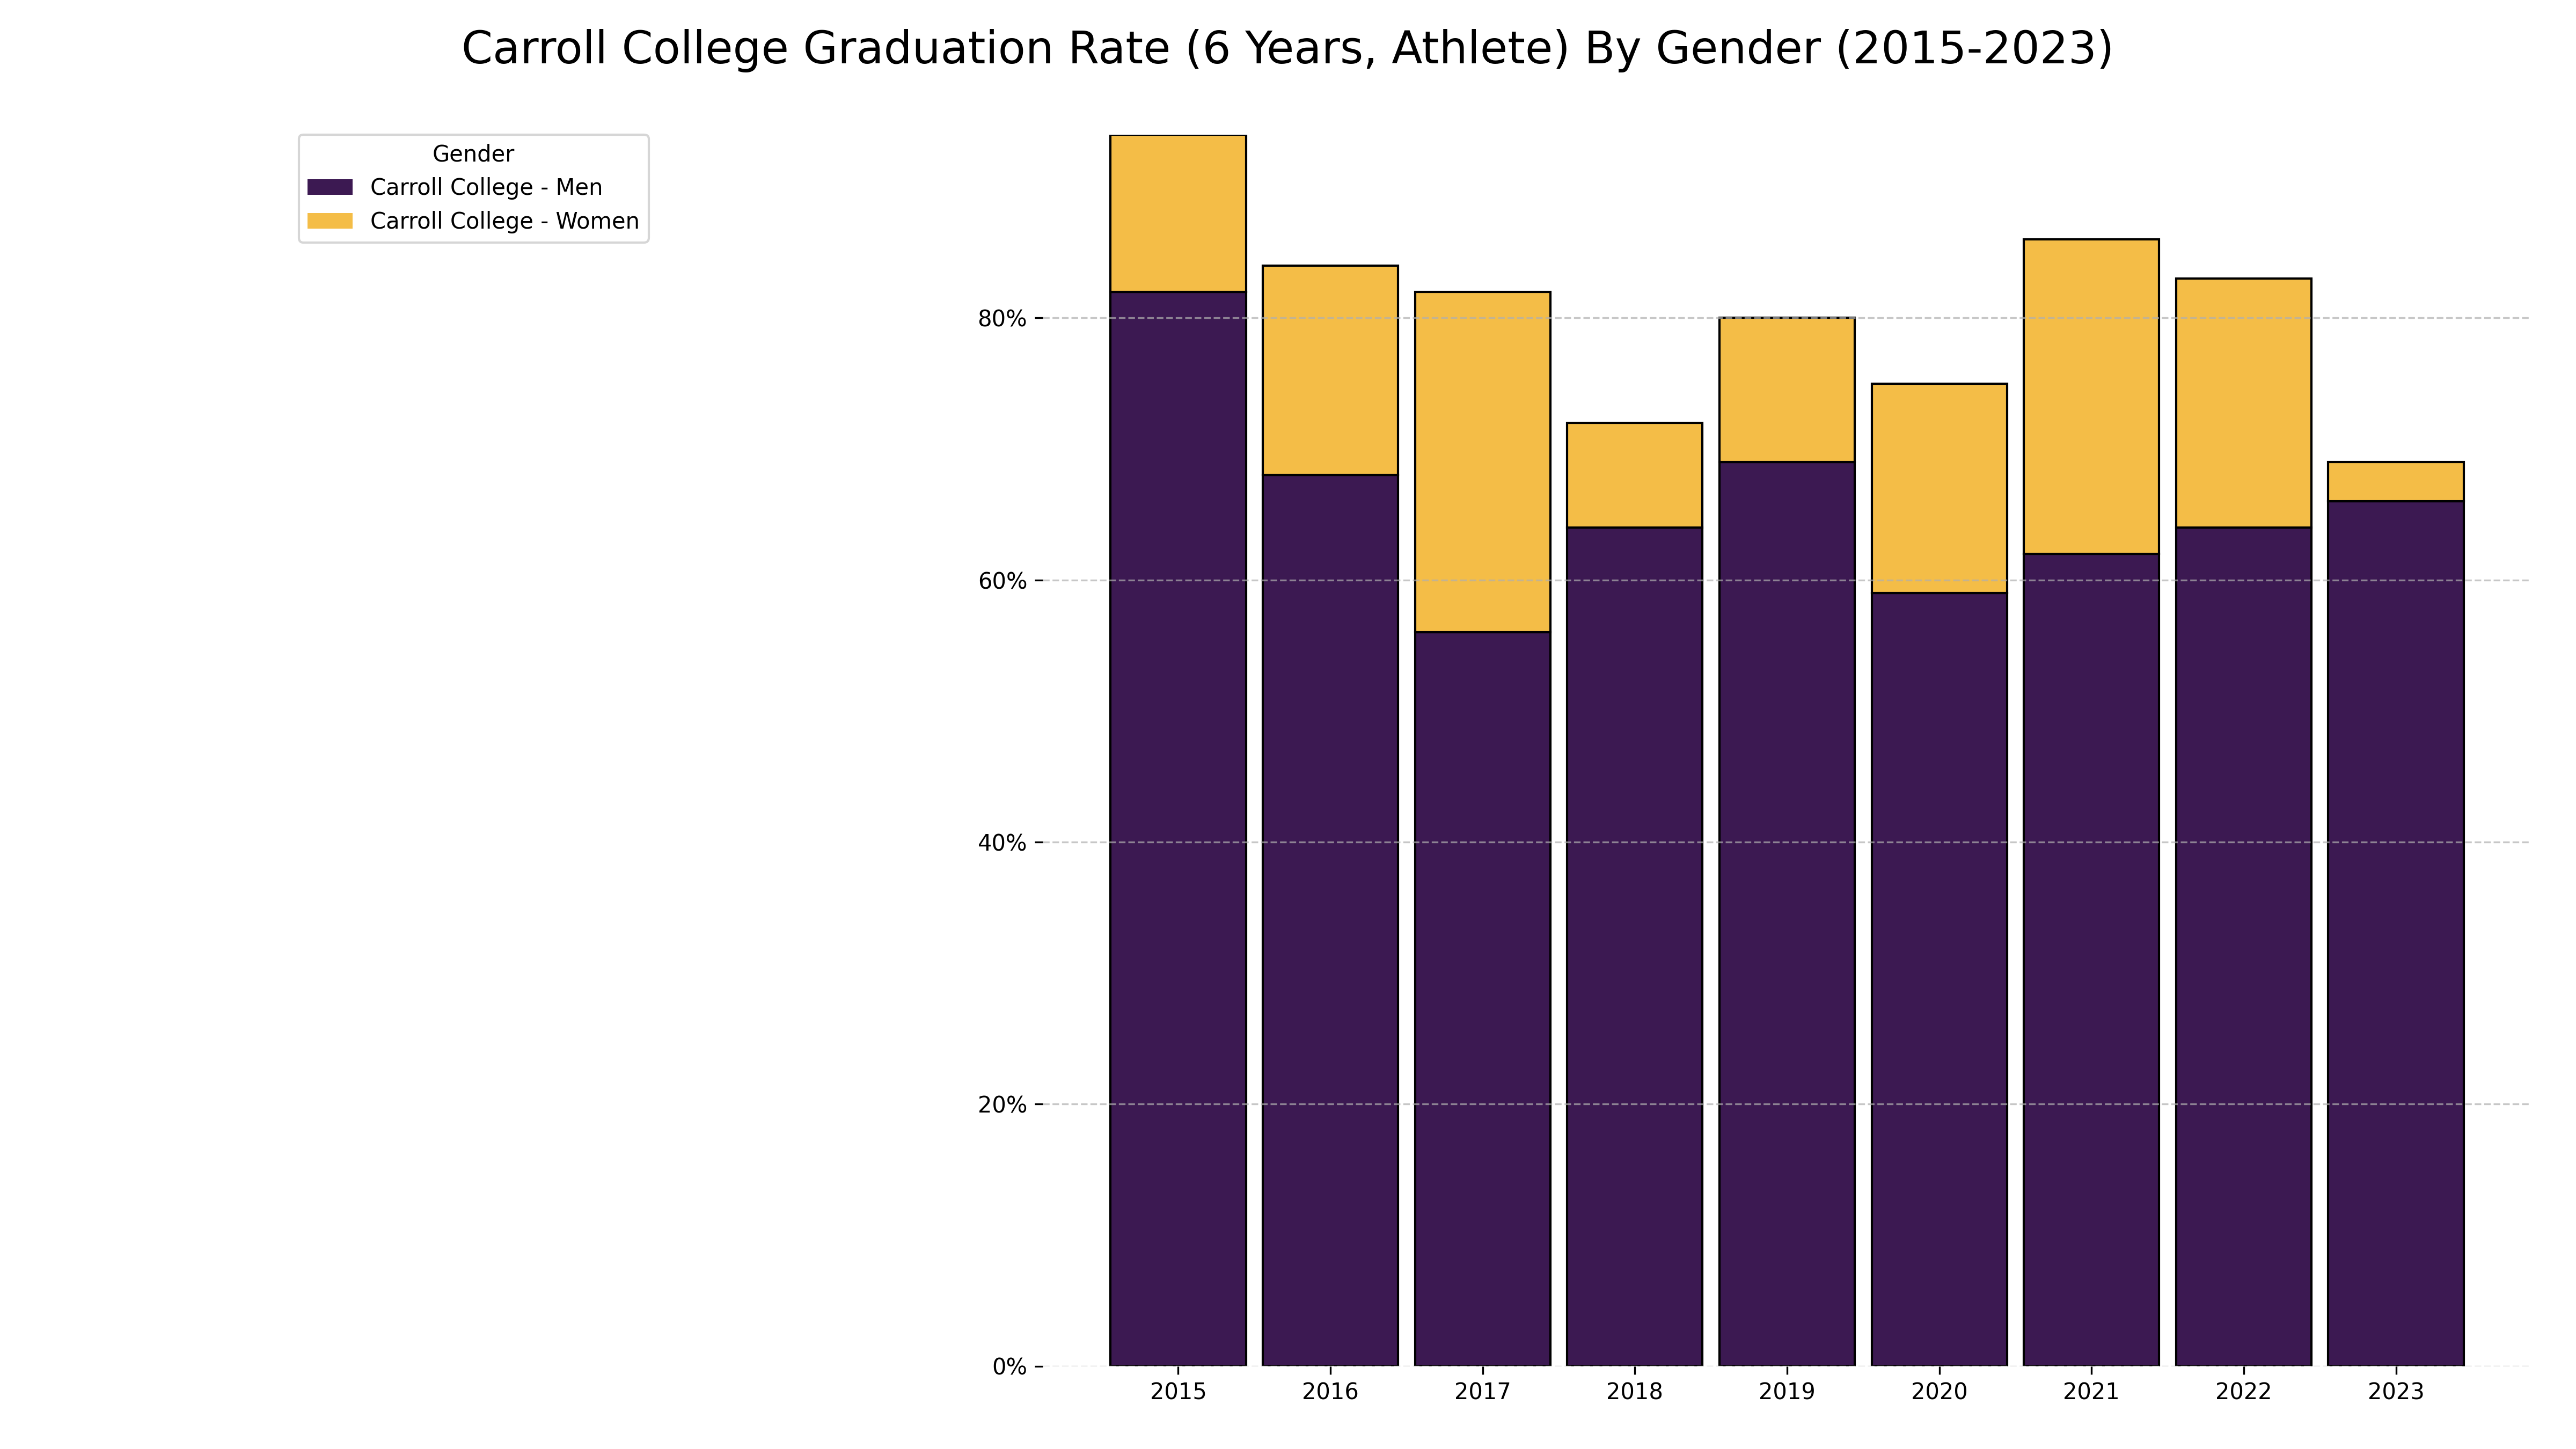 Carroll College Graduation Rate (6 Years, Athlete) By Gender (2015-2023)
Gender
Carroll College - Men
Carroll College - Women
80%
60%
40%
20%
0%
2015 2016 2017 2018 2019 2020 2021 2022 2023